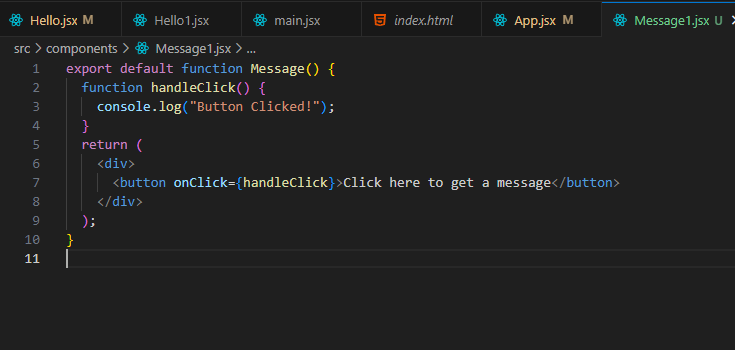 Hello.jsx M Hello1.jsx main.jsx index.html App.jsx M Message1.jsx U
src > components > Message1.jsx > ...
1 export default function Message() {
2   function handleClick() {
3     console.log("Button Clicked!");
4   }
5   return (
6     <div>
7       <button onClick={handleClick}>Click here to get a message</button>
8     </div>
9   );
10 }
11